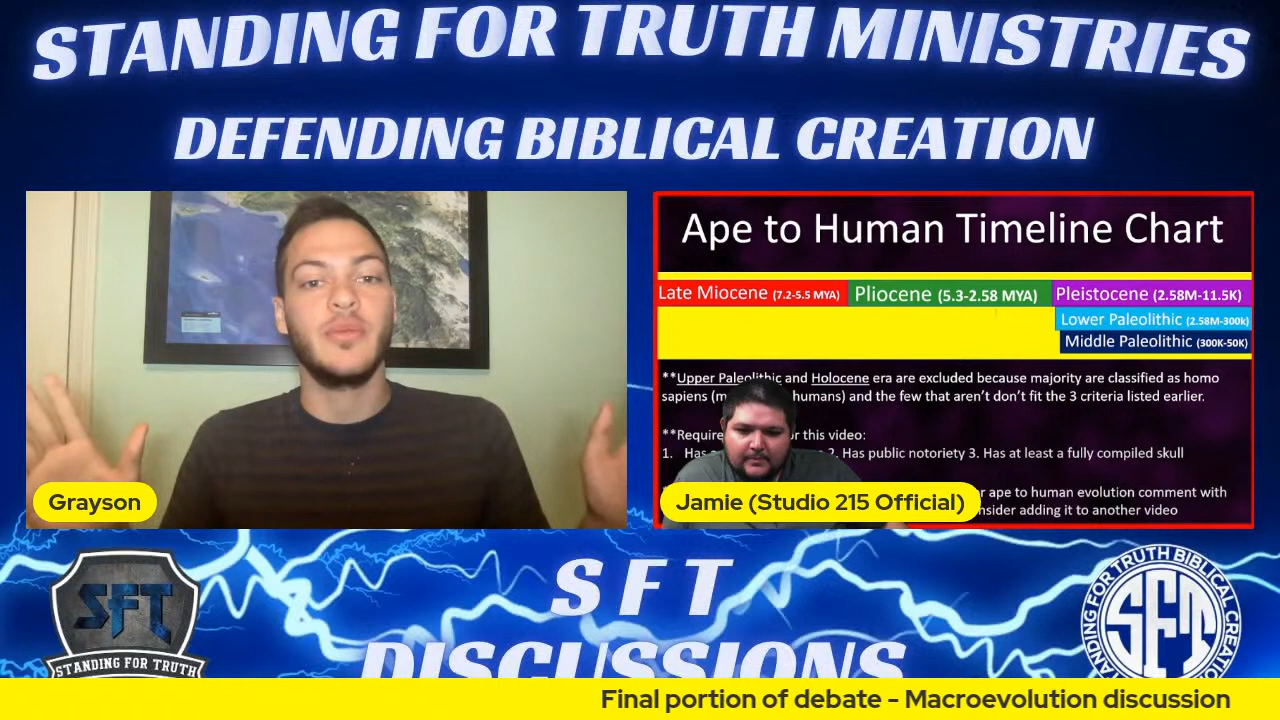 STANDING FOR TRUTH MINISTRIES
DEFENDING BIBLICAL CREATION
Ape to Human Timeline Chart
Late Miocene (7.2-5.5 MYA) Pliocene (5.3-2.58 MYA) Pleistocene (2.58M-11.5K)
Lower Paleolithic (2.58M-300k)
Middle Paleolithic (300K-50K)
**Upper Paleolithic and Holocene era are excluded because majority are classified as homo
sapiens (m humans) and the few that aren't don't fit the 3 criteria listed earlier.
**Require or this video:
1. Has 2. Has public notoriety 3. Has at least a fully compiled skull
r ape to human evolution comment with
nsider adding it to another video
Grayson
Jamie (Studio 215 Official)
SFT
DISCUSSIONS
SFT
STANDING FOR TRUTH
STANDING FOR TRUTH BIBLICAL CREATION
SFT
Final portion of debate - Macroevolution discussion